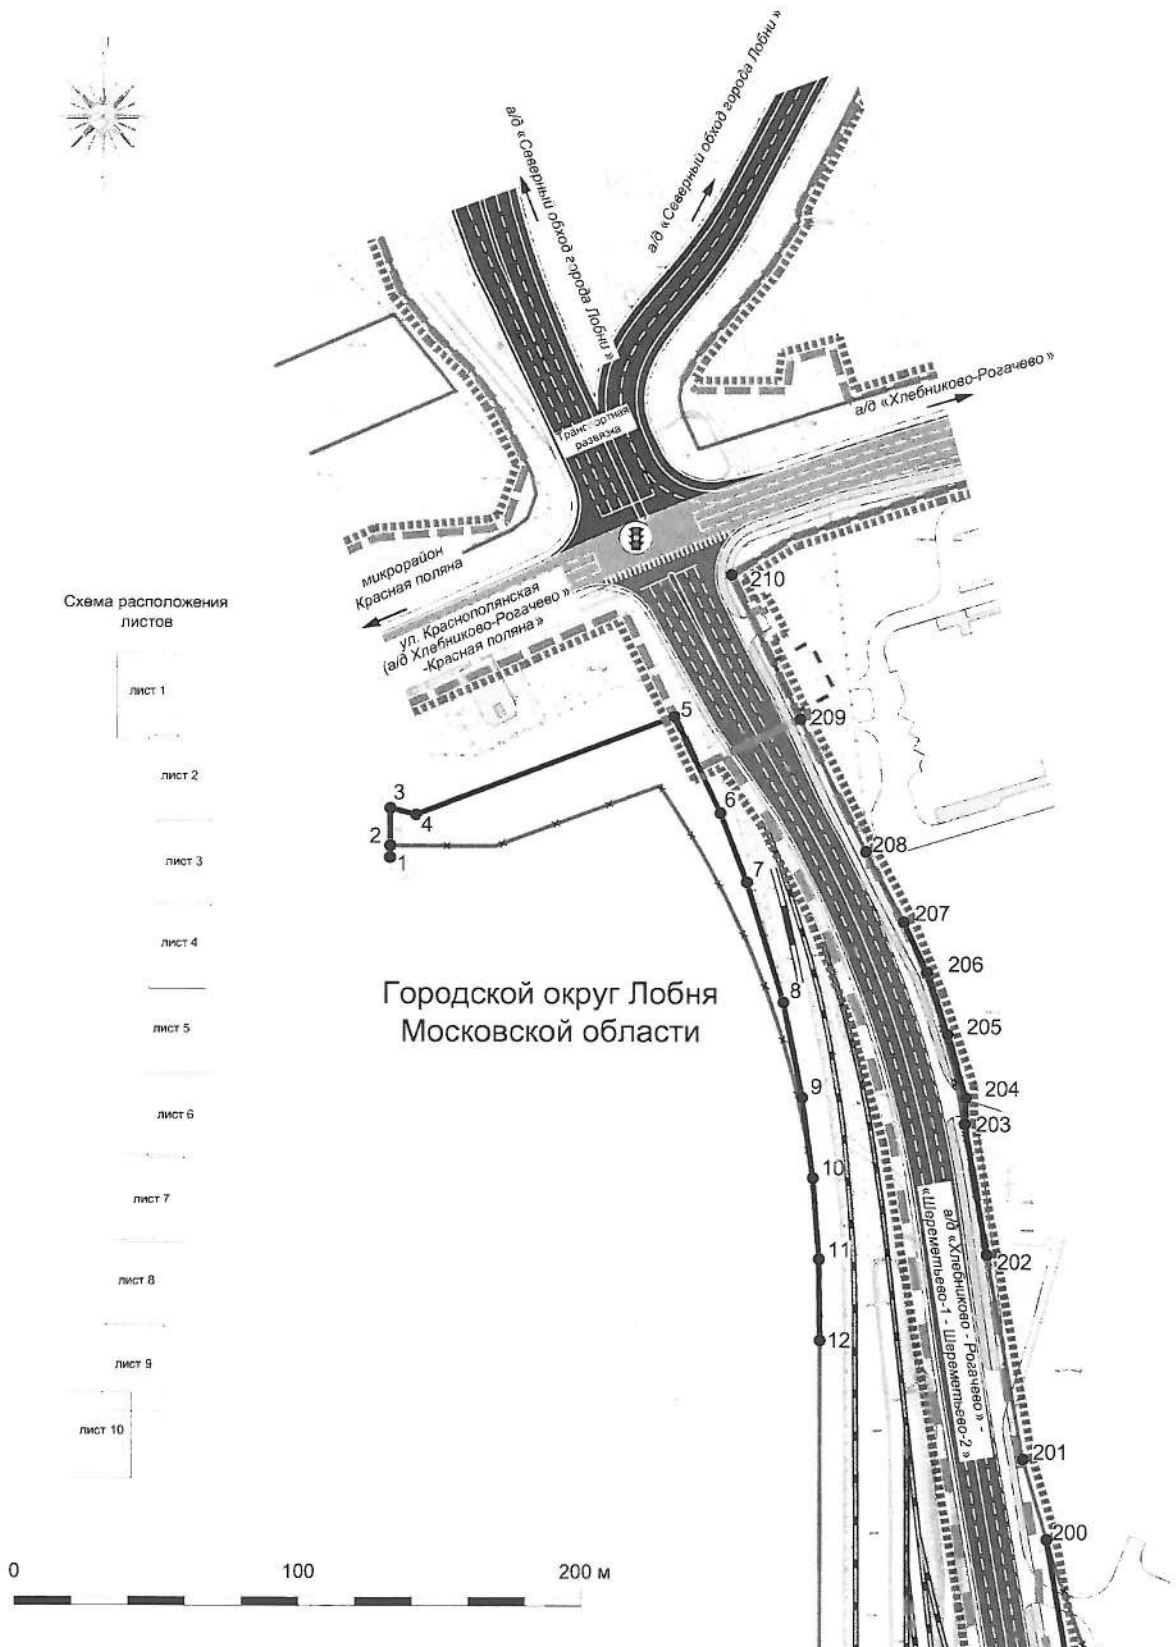 а/д «Северный обход города Лобни»
а/д «Северный обход города Лобни»
а/д «Хлебниково-Рогачево»
Транспортная
развязка
микрорайон
Красная поляна
ул. Краснополянская
(а/д Хлебниково-Рогачево»
-Красная поляна»
Схема расположения
листов
лист 1
лист 2
лист 3
лист 4
лист 5
лист 6
лист 7
лист 8
лист 9
лист 10
210
209
5
3
4
2
1
6
208
7
207
206
Городской округ Лобня
Московской области
8
205
9
204
203
10
11
202
12
а/д «Хлебниково - Рогачево» -
«Шереметьево-1 - Шереметьево-2»
201
200
0
100
200 м